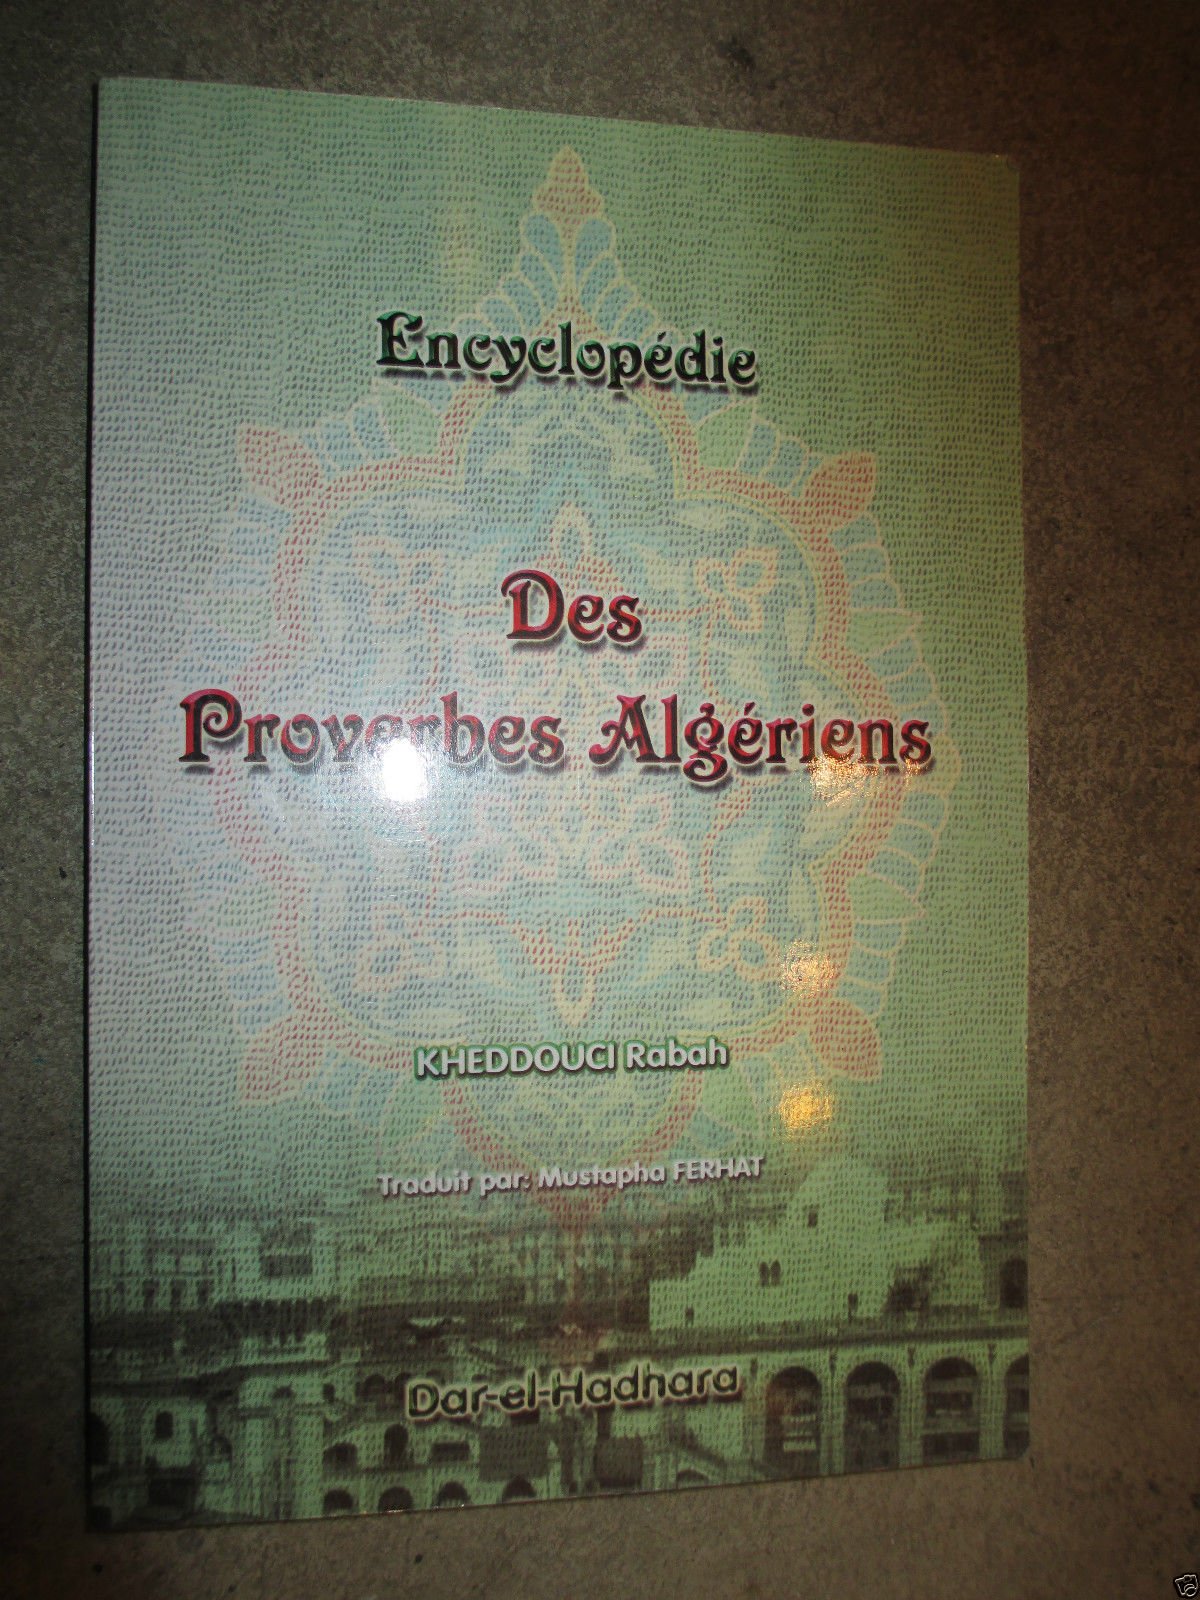 Encyclopédie
Des
Proverbes Algériens
KHEDDOUCI Rabah
Traduit par: Mustapha FERHAT
Dar-el-Hadhara